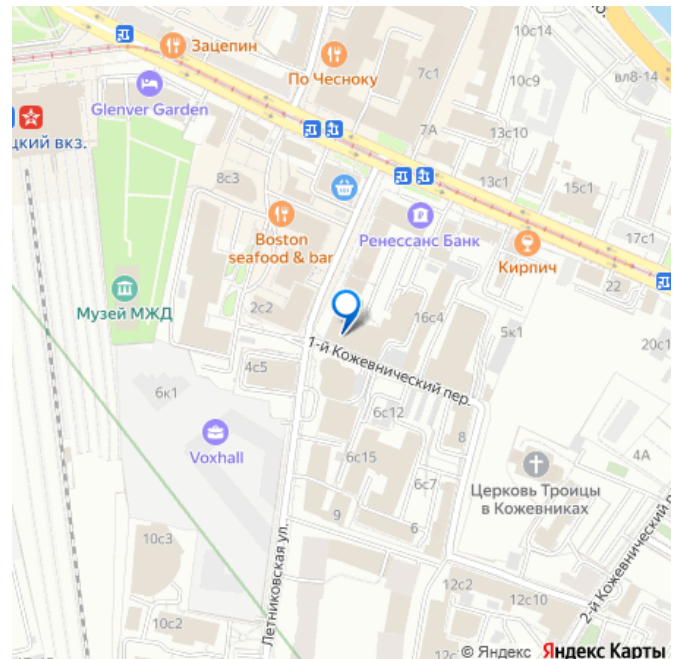 10с14
Зацепин
По Чесноку
7с1
10с9
вл8-14
Glenver Garden
7А
13с10
цкий вкз.
8с3
13с1
15с1
Boston
seafood & bar
Ренессанс Банк
17с1
Кирпич
Музей МЖД
2с2
22
16с4
5к1
20с1
1-й Кожевнический пер.
4с5
6к1
6с12
Voxhall
8
6с15
4А
6с7
Церковь Троицы
в Кожевниках
9
6
10с3
Летниковская ул.
2-й Кожевнический
12с2
12с10
10с2
© Яндекс Яндекс Карты